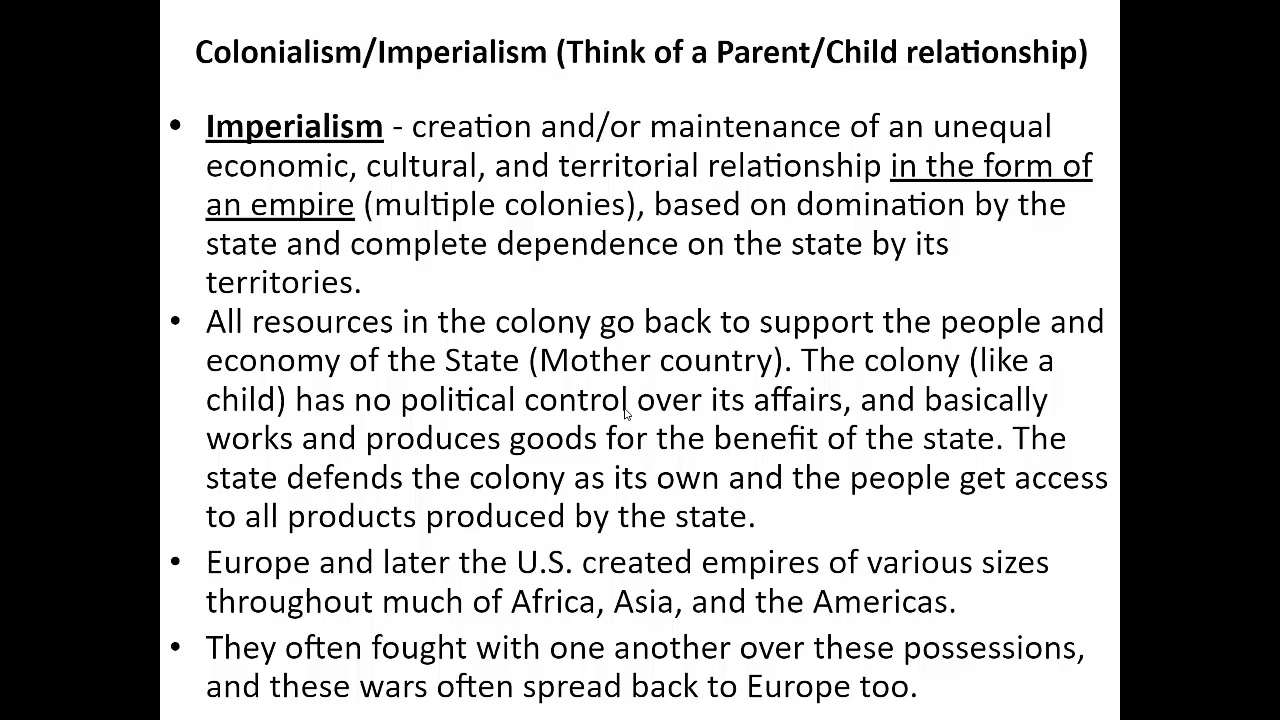 Colonialism/Imperialism (Think of a Parent/Child relationship)
• Imperialism - creation and/or maintenance of an unequal
economic, cultural, and territorial relationship in the form of
an empire (multiple colonies), based on domination by the
state and complete dependence on the state by its
territories.
• All resources in the colony go back to support the people and
economy of the State (Mother country). The colony (like a
child) has no political control over its affairs, and basically
works and produces goods for the benefit of the state. The
state defends the colony as its own and the people get access
to all products produced by the state.
• Europe and later the U.S. created empires of various sizes
throughout much of Africa, Asia, and the Americas.
• They often fought with one another over these possessions,
and these wars often spread back to Europe too.